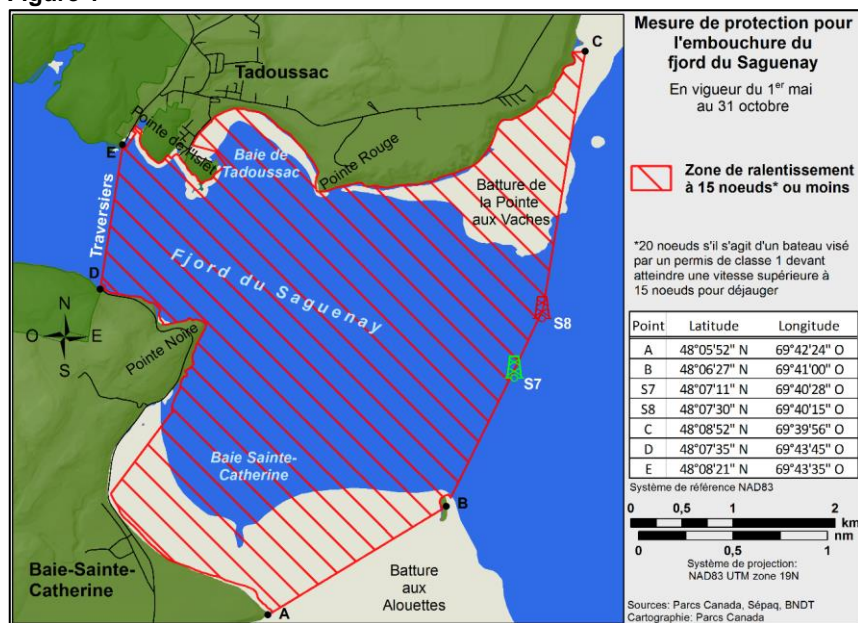 Figure 1
Mesure de protection pour
l'embouchure du
fjord du Saguenay
En vigueur du 1er mai
au 31 octobre
Zone de ralentissement
à 15 noeuds* ou moins
*20 noeuds s'il s'agit d'un bateau visé
par un permis de classe 1 devant
atteindre une vitesse supérieure à
15 noeuds pour déjauger
Point Latitude Longitude
A 48°05'52" N 69°42'24" O
B 48°06'27" N 69°41'00" O
S7 48°07'11" N 69°40'28" O
S8 48°07'30" N 69°40'15" O
C 48°08'52" N 69°39'56" O
D 48°07'35" N 69°43'45" O
E 48°08'21" N 69°43'35" O
Système de référence NAD83
0 0,5 1 2
km
nm
0 0,5 1
Système de projection:
NAD83 UTM zone 19N
Sources: Parcs Canada, Sépaq, BNDT
Cartographie: Parcs Canada
C
Tadoussac
Pointe de l'Islet
E
Baie de
Tadoussac
Pointe Rouge
Batture de
la Pointe
aux Vaches
Traversiers
Fjord du Saguenay
D
N
O E
S
Pointe Noire
S8
S7
Baie Sainte-
Catherine
B
Baie-Sainte-
Catherine
Batture
aux
Alouettes
A